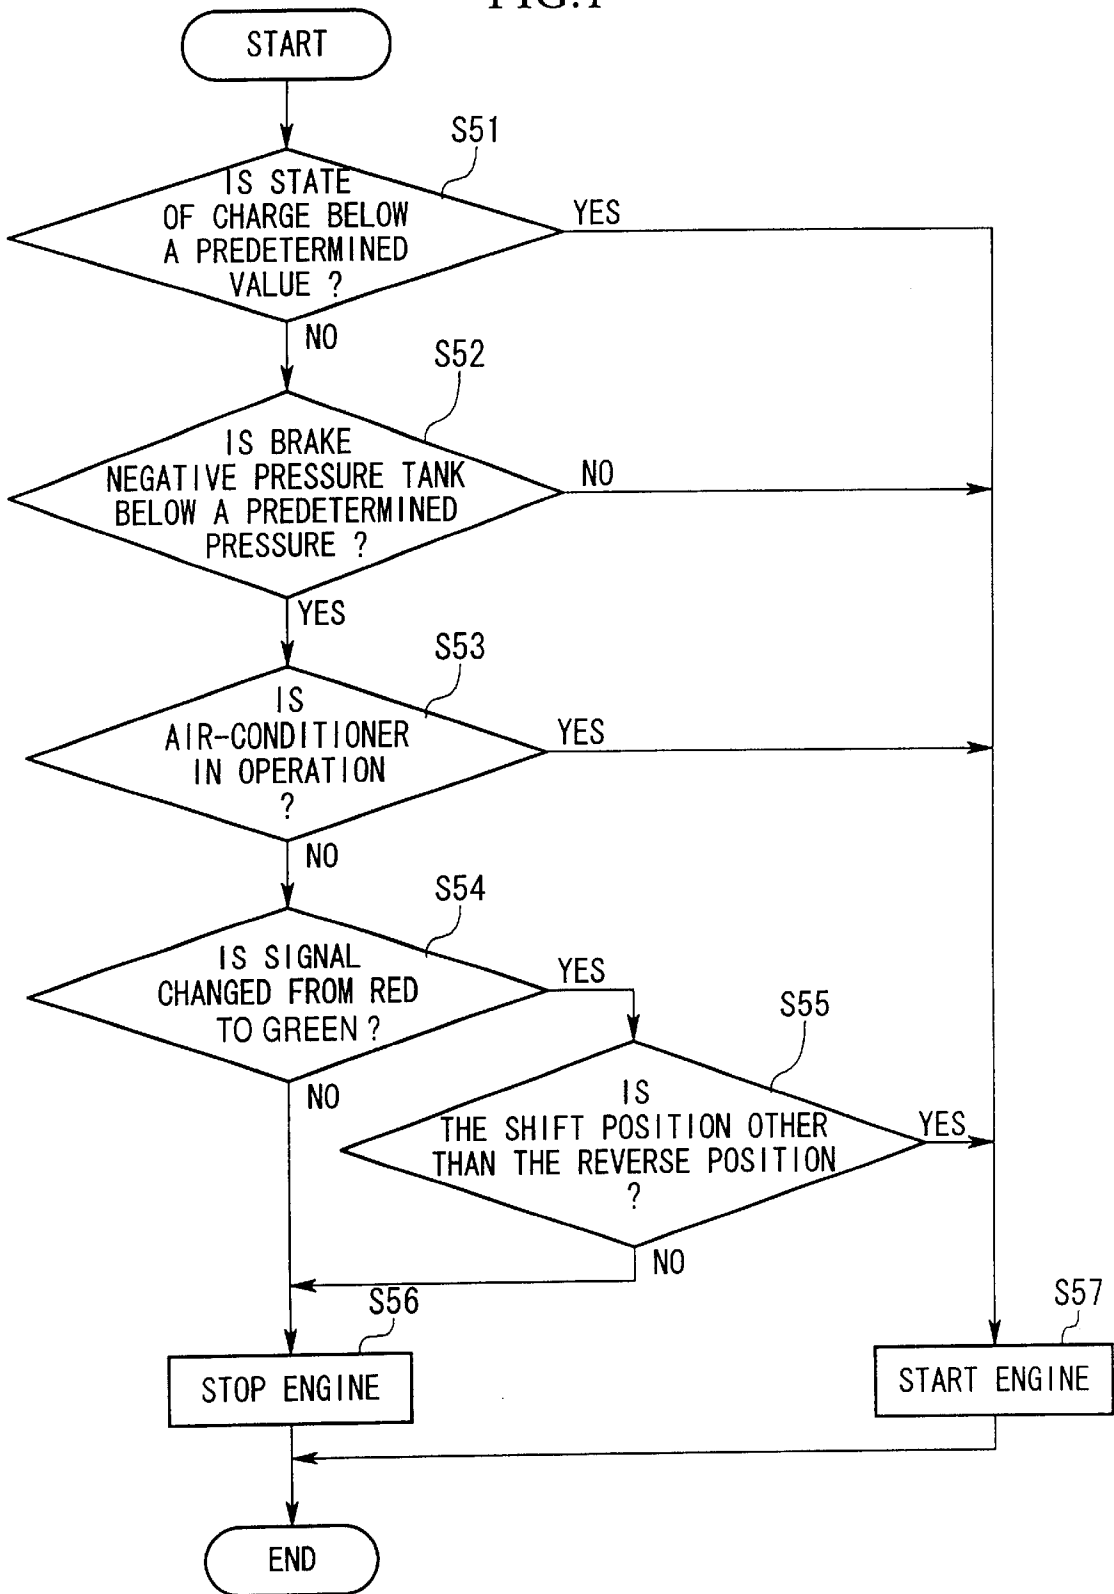 FIG.1
START
S51
IS STATE
OF CHARGE BELOW
A PREDETERMINED
VALUE ?
YES
NO
S52
IS BRAKE
NEGATIVE PRESSURE TANK
BELOW A PREDETERMINED
PRESSURE ?
NO
YES
S53
IS
AIR-CONDITIONER
IN OPERATION
?
YES
NO
S54
IS SIGNAL
CHANGED FROM RED
TO GREEN ?
YES
NO
S55
IS
THE SHIFT POSITION OTHER
THAN THE REVERSE POSITION
?
YES
NO
S56
STOP ENGINE
S57
START ENGINE
END